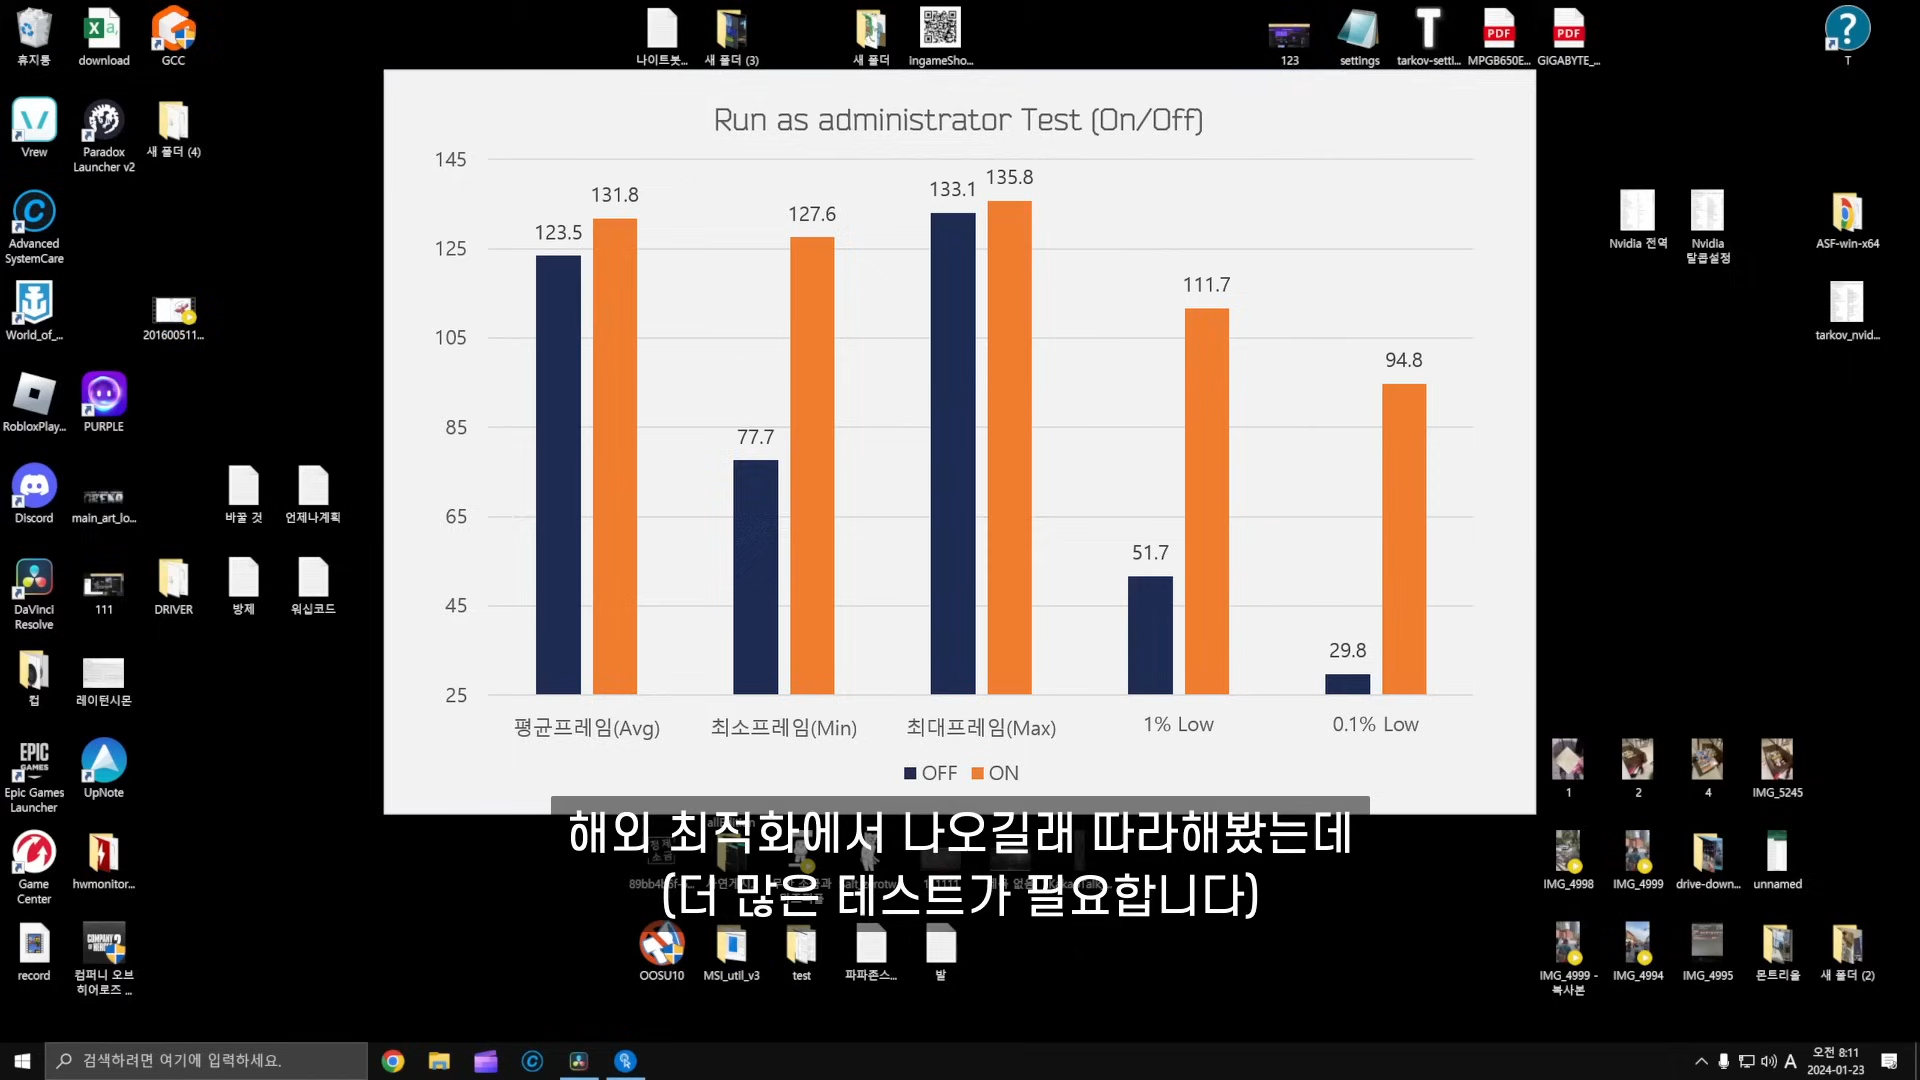 휴지통
download
GCC
나이트봇...
새 폴더 (3)
새 폴더
IngameSho...
123
settings
tarkov-setti...
MPGB650E...
GIGABYTE_...
T
Vrew
Paradox
Launcher v2
새 폴더 (4)
Advanced
SystemCare
World_of_...
201600511...
RobloxPlay...
PURPLE
Discord
main_art_lo...
바꿀 것
언제나계획
DaVinci
Resolve
111
DRIVER
방제
워십코드
컵
레이턴시몬
EPIC
GAMES
Epic Games
Launcher
UpNote
Game
Center
hwmonitor...
record
컴퍼니 오브
히어로즈 ...
Run as administrator Test (On/Off)
145
125
105
85
65
45
25
123.5
131.8
77.7
127.6
133.1
135.8
51.7
111.7
29.8
94.8
평균프레임(Avg)
최소프레임(Min)
최대프레임(Max)
1% Low
0.1% Low
OFF
ON
해외 최적화에서 나오길래 따라해봤는데
(더 많은 테스트가 필요합니다)
OOSU10
MSI_util_v3
test
파파존스...
발
Nvidia 전역
Nvidia
탈콥설정
ASF-win-x64
tarkov_nvid...
1
2
4
IMG_5245
IMG_4998
IMG_4999
drive-down...
unnamed
IMG_4999 -
복사본
IMG_4994
IMG_4995
몬트리올
새 폴더 (2)
검색하려면 여기에 입력하세요.
A
오전 8:11
2024-01-23